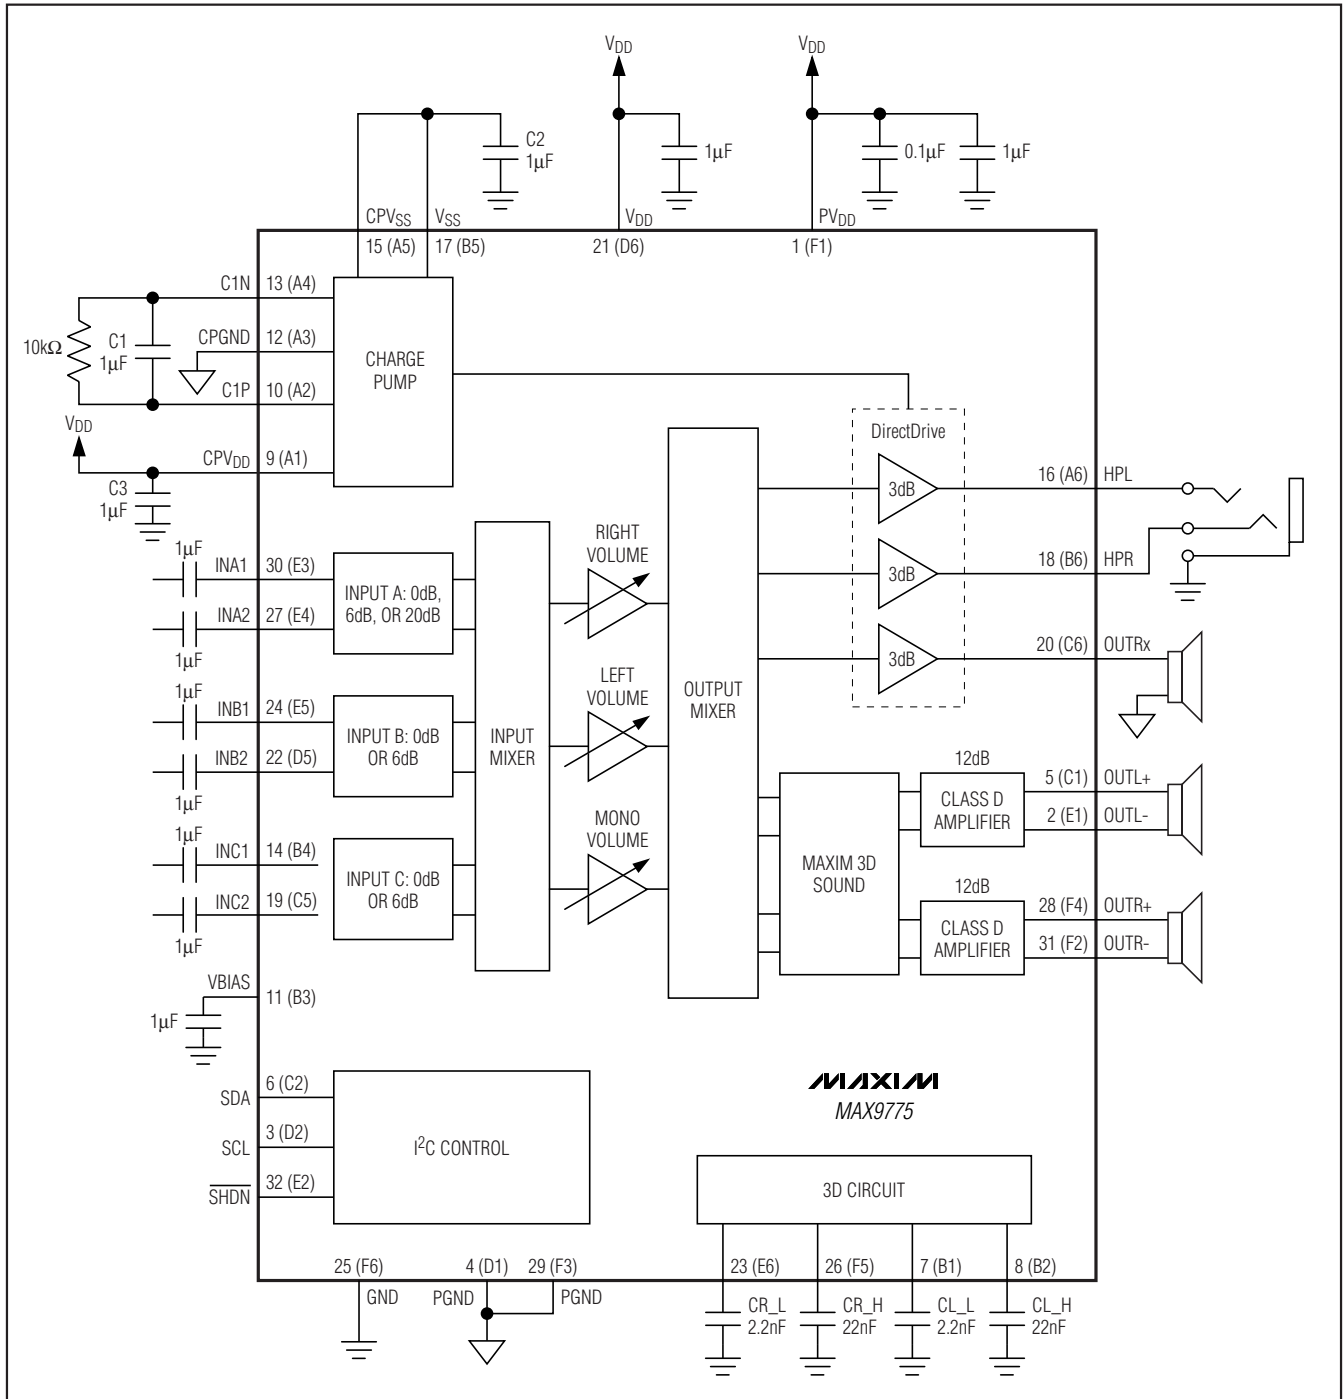 VDD
VDD
C2
1µF
1µF
0.1µF
1µF
CPVSS
VSS
VDD
PVDD
15 (A5)
17 (B5)
21 (D6)
1 (F1)
C1N
13 (A4)
10kΩ
C1
1µF
CPGND
12 (A3)
C1P
10 (A2)
CHARGE
PUMP
VDD
CPVDD
9 (A1)
C3
1µF
DirectDrive
3dB
16 (A6)
HPL
3dB
18 (B6)
HPR
3dB
20 (C6)
OUTRx
1µF
INA1
30 (E3)
INA2
27 (E4)
1µF
INPUT A: 0dB,
6dB, OR 20dB
1µF
INB1
24 (E5)
INB2
22 (D5)
1µF
INPUT B: 0dB
OR 6dB
1µF
INC1
14 (B4)
INC2
19 (C5)
1µF
INPUT C: 0dB
OR 6dB
INPUT
MIXER
RIGHT
VOLUME
LEFT
VOLUME
MONO
VOLUME
OUTPUT
MIXER
MAXIM 3D
SOUND
12dB
CLASS D
AMPLIFIER
5 (C1)
OUTL+
2 (E1)
OUTL-
12dB
CLASS D
AMPLIFIER
28 (F4)
OUTR+
31 (F2)
OUTR-
VBIAS
11 (B3)
1µF
SDA
6 (C2)
SCL
3 (D2)
SHDN
32 (E2)
I2C CONTROL
MAXIM
MAX9775
3D CIRCUIT
25 (F6)
GND
4 (D1)
PGND
29 (F3)
PGND
23 (E6)
26 (F5)
7 (B1)
8 (B2)
CR_L
2.2nF
CR_H
22nF
CL_L
2.2nF
CL_H
22nF